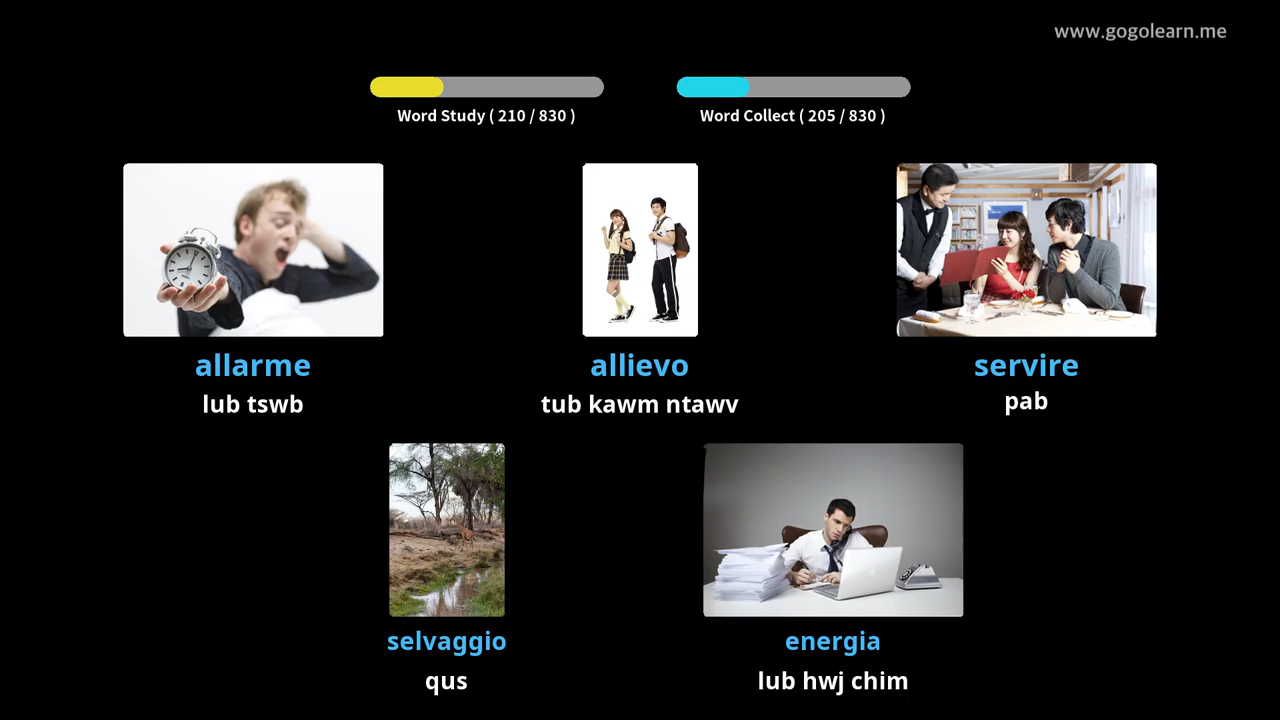 www.gogolearn.me
Word Study ( 210 / 830 )
Word Collect ( 205 / 830 )
allarme
lub tswb
allievo
tub kawm ntawv
servire
pab
selvaggio
qus
energia
lub hwj chim